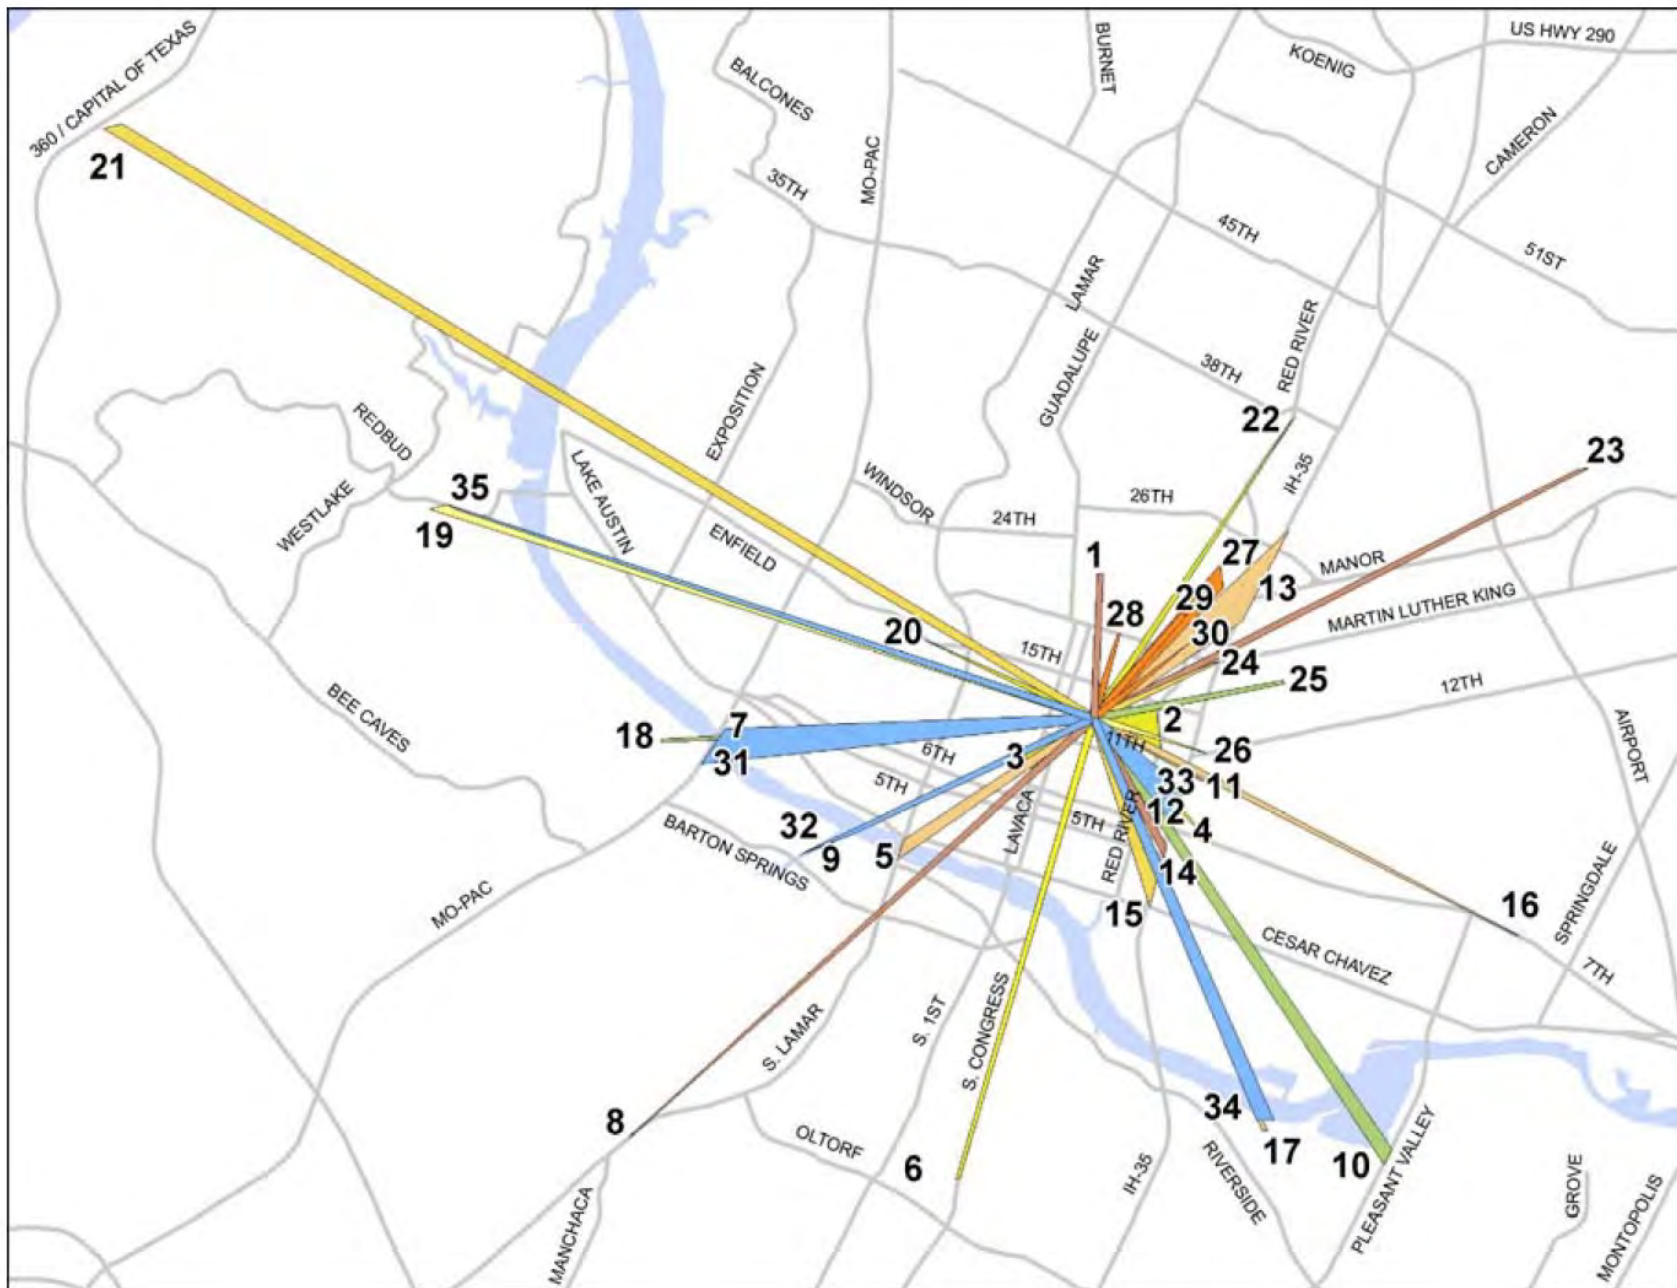 360 / CAPITAL OF TEXAS
BALCONES
BURNET
KOENIG
US HWY 290
CAMERON
21
35TH
MO-PAC
45TH
51ST
LAMAR
GUADALUPE
38TH
RED RIVER
22
REDBUD
EXPOSITION
23
35
19
WESTLAKE
LAKE AUSTIN
ENFIELD
WINDSOR
24TH
26TH
IH-35
1
27
MANOR
13
29
28
30
MARTIN LUTHER KING
20
15TH
24
25
12TH
BEE CAVES
18
7
31
6TH
3
11TH
2
26
AIRPORT
5TH
33
11
LAVACA
5TH
RED RIVER
12
4
32
9
BARTON SPRINGS
5
14
15
MO-PAC
16
SPRINGDALE
CESAR CHAVEZ
7TH
S. LAMAR
S. 1ST
S. CONGRESS
8
34
17
10
OLTORF
6
IH-35
RIVERSIDE
PLEASANT VALLEY
MANCHACA
GROVE
MONTOPOLIS